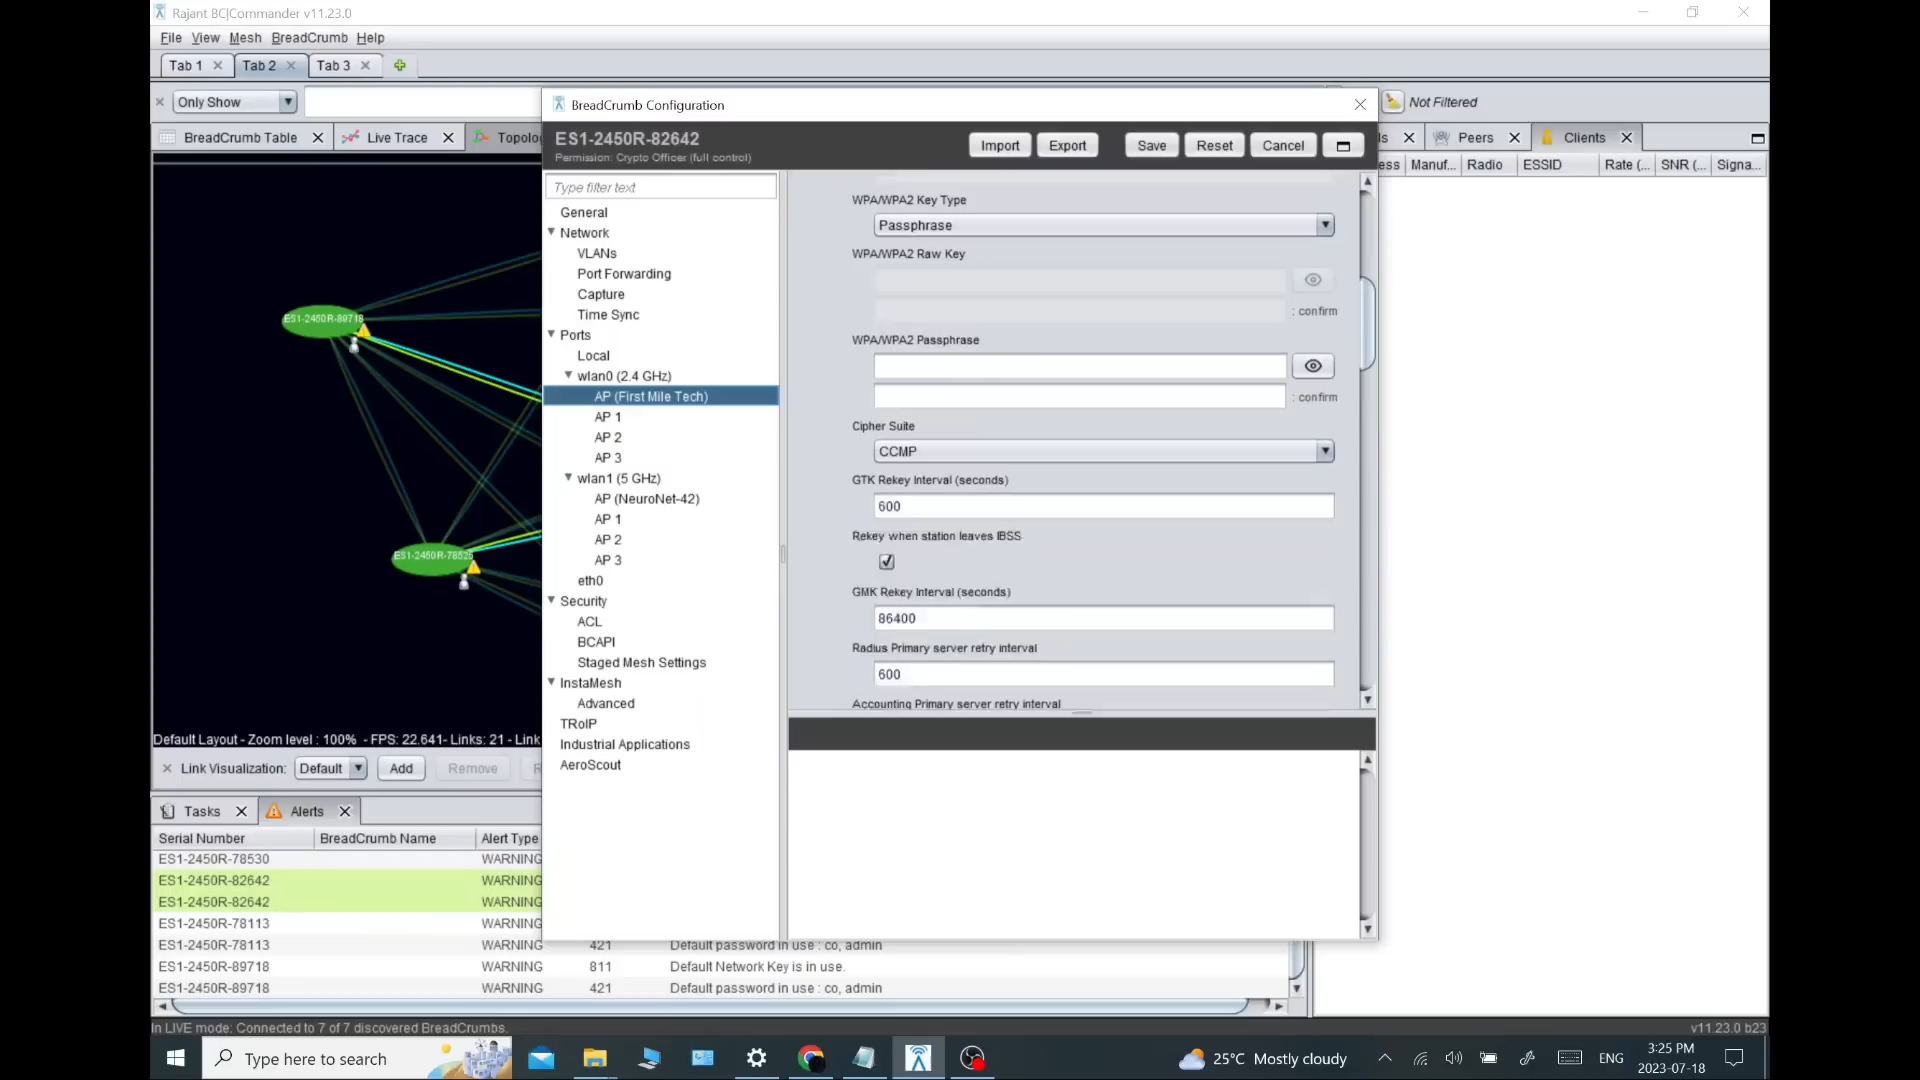 Rajant BC|Commander v11.23.0
File View Mesh BreadCrumb Help
Tab 1 Tab 2 Tab 3
Only Show
Not Filtered
BreadCrumb Table Live Trace Topolo
Peers Clients
Manuf... Radio ESSID Rate (... SNR (... Signa...
ES1-2450R-89718
ES1-2450R-78525
Default Layout - Zoom level : 100% - FPS: 22.641- Links: 21 - Link
Link Visualization: Default Add Remove
Tasks Alerts
Serial Number BreadCrumb Name Alert Type
ES1-2450R-78530 WARNING
ES1-2450R-82642 WARNING
ES1-2450R-82642 WARNING
ES1-2450R-78113 WARNING
ES1-2450R-78113 WARNING 421 Default password in use : co, admin
ES1-2450R-89718 WARNING 811 Default Network Key is in use.
ES1-2450R-89718 WARNING 421 Default password in use : co, admin
In LIVE mode: Connected to 7 of 7 discovered BreadCrumbs.
v11.23.0 b23
BreadCrumb Configuration
ES1-2450R-82642
Permission: Crypto Officer (full control)
Import Export Save Reset Cancel
Type filter text
General
Network
VLANs
Port Forwarding
Capture
Time Sync
Ports
Local
wlan0 (2.4 GHz)
AP (First Mile Tech)
AP 1
AP 2
AP 3
wlan1 (5 GHz)
AP (NeuroNet-42)
AP 1
AP 2
AP 3
eth0
Security
ACL
BCAPI
Staged Mesh Settings
InstaMesh
Advanced
TRoIP
Industrial Applications
AeroScout
WPA/WPA2 Key Type
Passphrase
WPA/WPA2 Raw Key
: confirm
WPA/WPA2 Passphrase
: confirm
Cipher Suite
CCMP
GTK Rekey Interval (seconds)
600
Rekey when station leaves IBSS
GMK Rekey Interval (seconds)
86400
Radius Primary server retry interval
600
Accounting Primary server retry interval
Type here to search
25°C Mostly cloudy
ENG
3:25 PM
2023-07-18